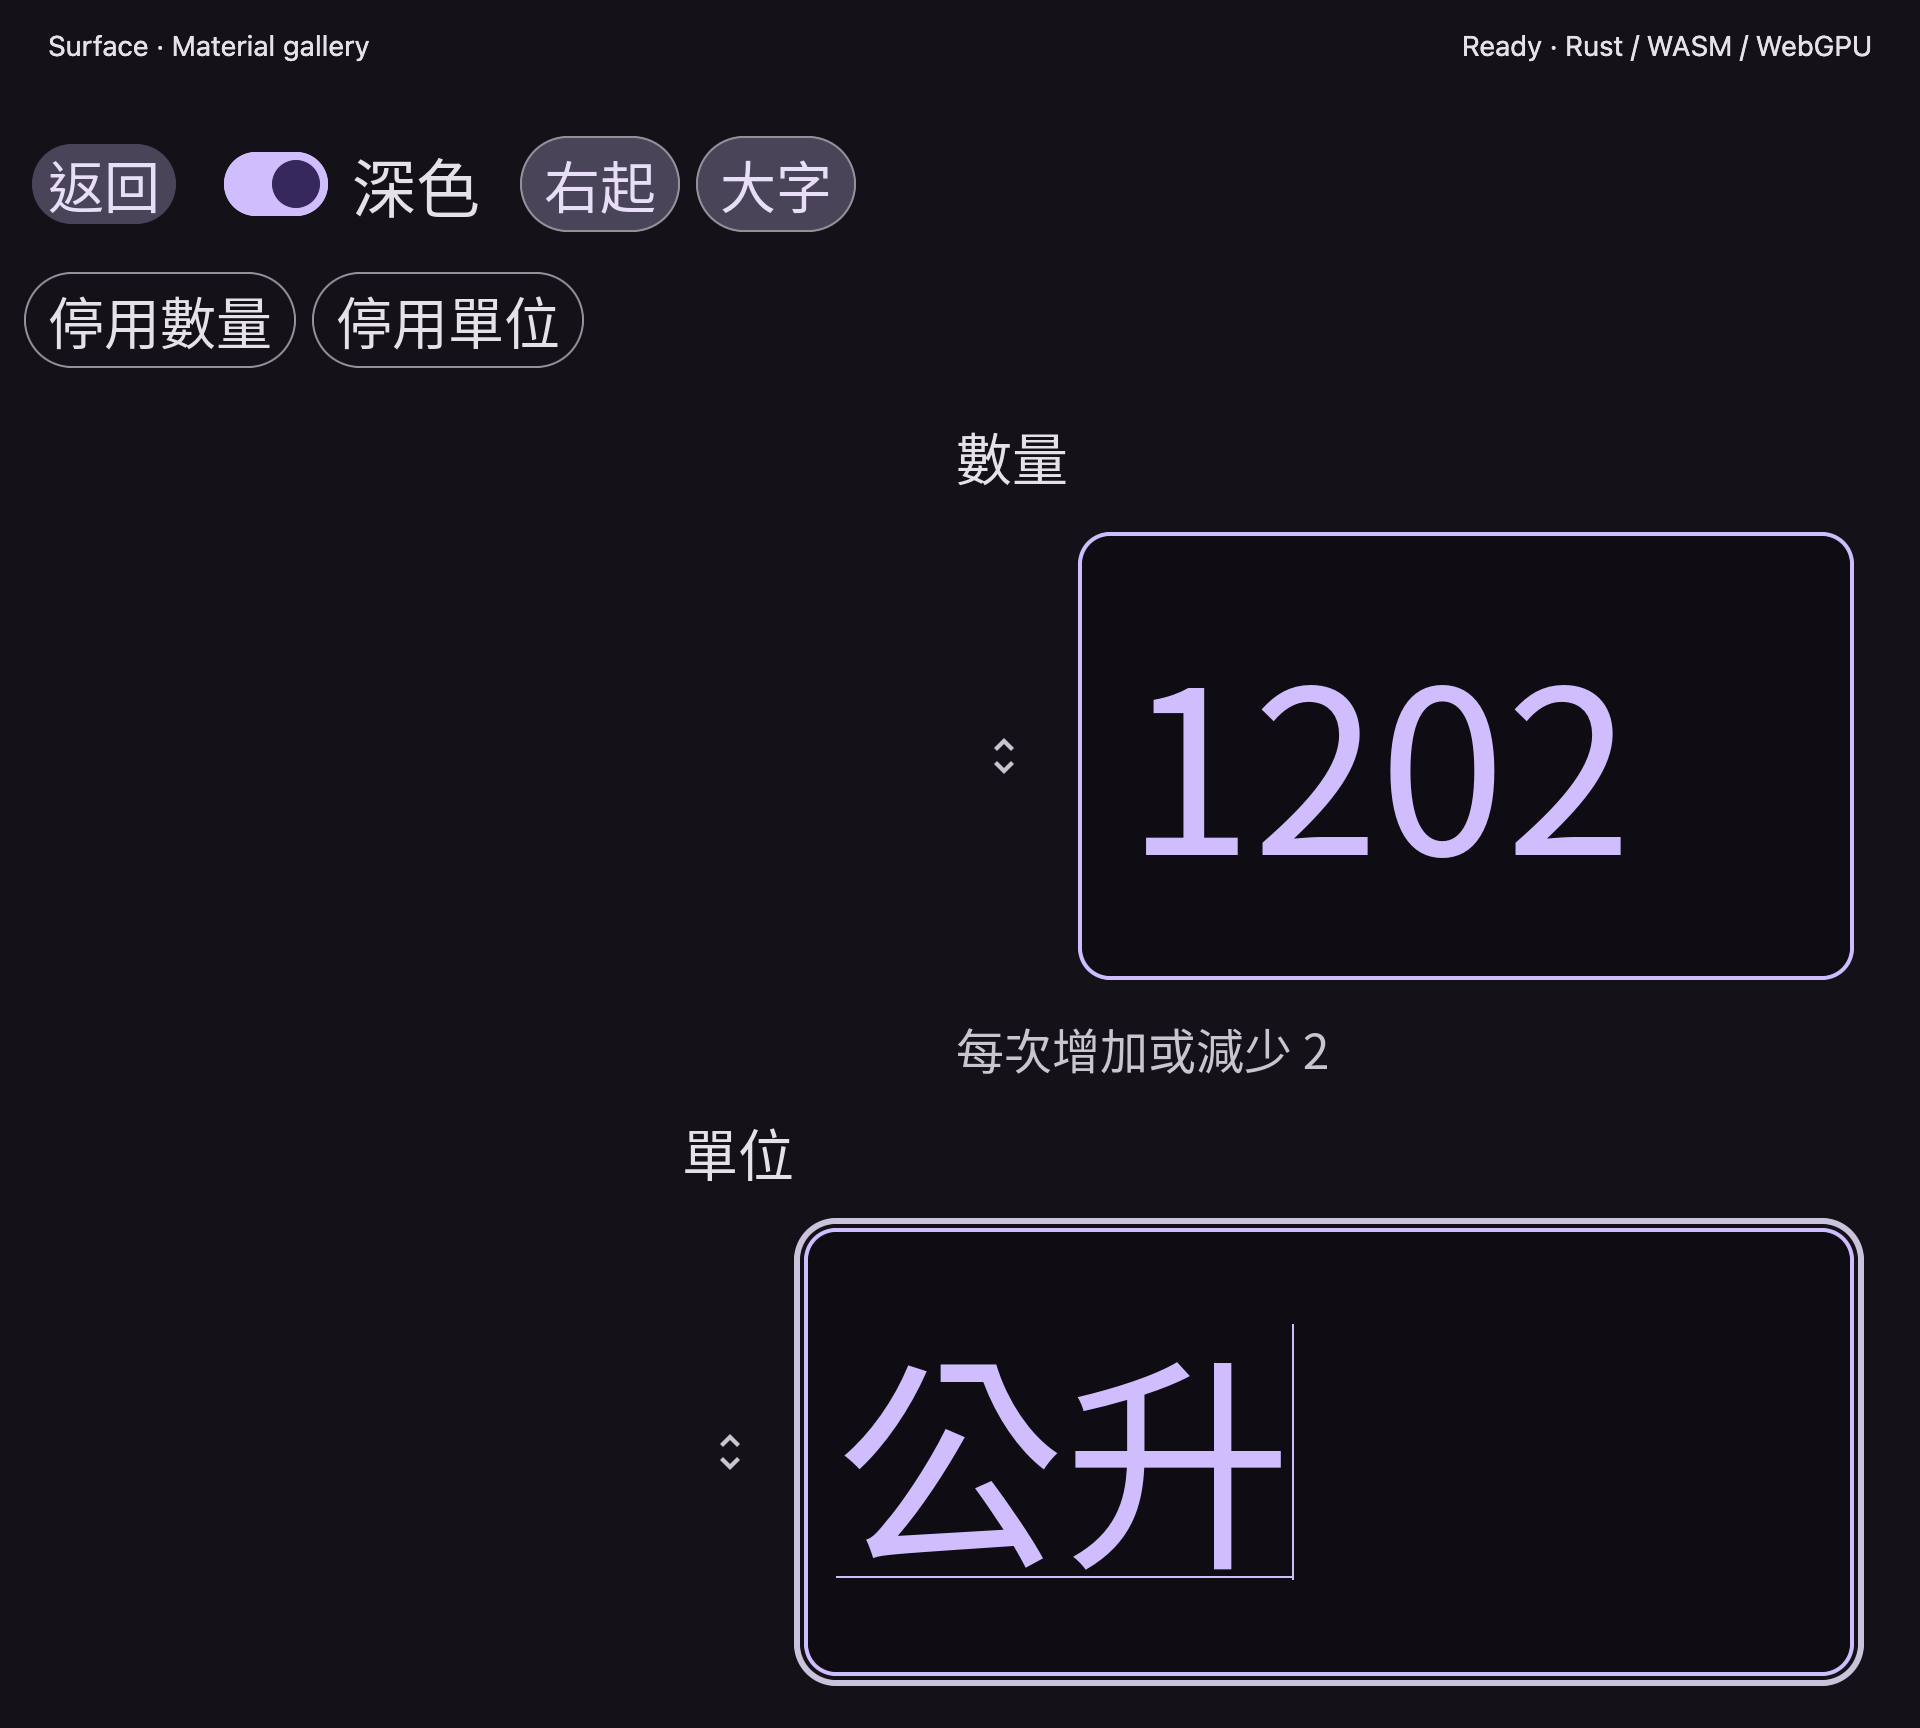 Surface · Material gallery
Ready · Rust / WASM / WebGPU
返回 深色 右起 大字
停用數量 停用單位
數量
1202
每次增加或減少 2
單位
公升